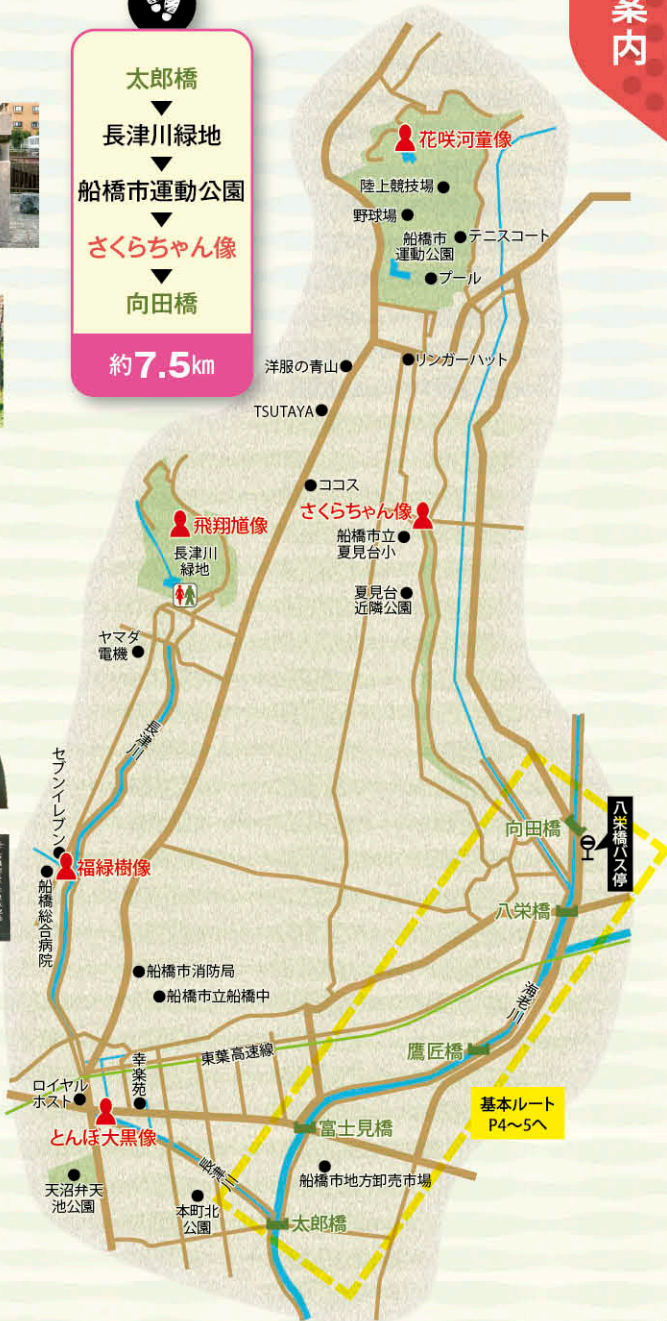 案内
太郎橋
▼
長津川緑地
▼
船橋市運動公園
▼
さくらちゃん像
▼
向田橋
約7.5km
花咲河童像
陸上競技場
野球場
船橋市
運動公園
テニスコート
プール
洋服の青山
リンガーハット
TSUTAYA
ココス
さくらちゃん像
船橋市立
夏見台小
夏見台
近隣公園
飛翔馗像
長津川
緑地
ヤマダ
電機
長津川
セブンイレブン
福緑樹像
船橋総合病院
向田橋
八栄橋バス停
八栄橋
船橋市消防局
船橋市立船橋中
海老川
東葉高速線
鷹匠橋
幸楽苑
ロイヤル
ホスト
とんぼ大黒像
富士見橋
基本ルート
P4〜5へ
天沼弁天
池公園
長津川
本町北
公園
船橋市地方卸売市場
太郎橋